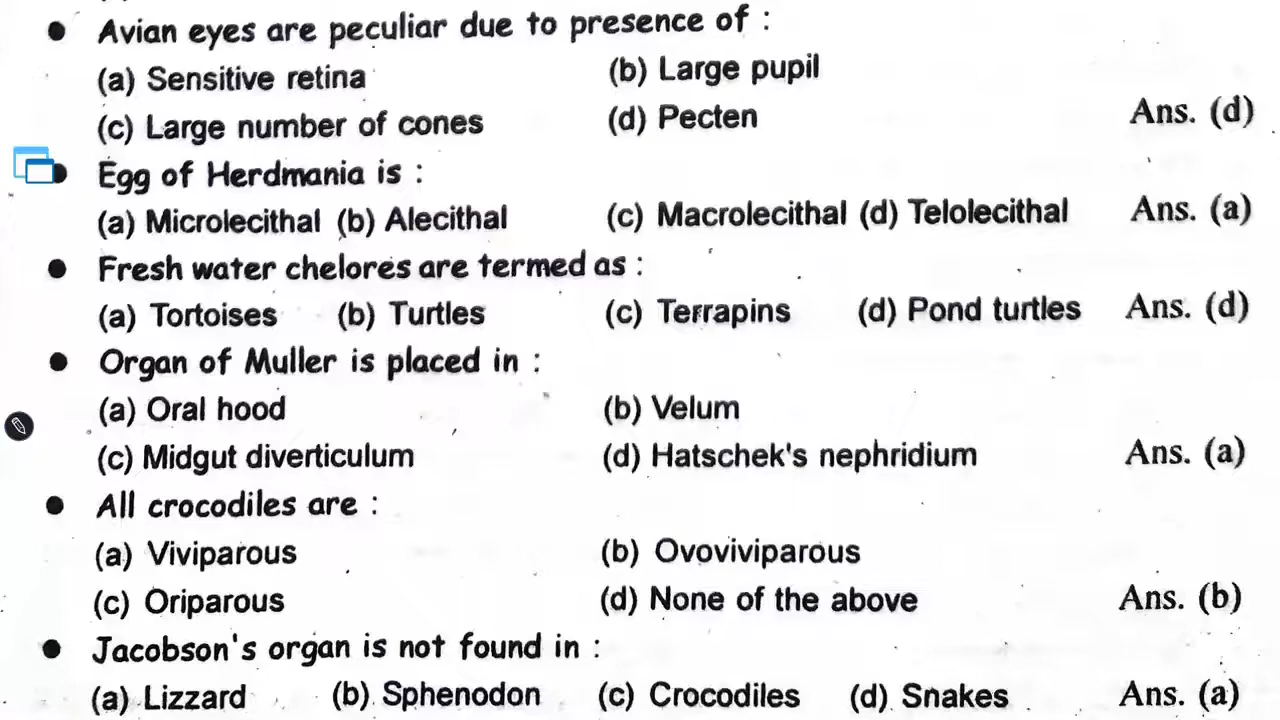 • Avian eyes are peculiar due to presence of :
(a) Sensitive retina (b) Large pupil
(c) Large number of cones (d) Pecten Ans. (d)
• Egg of Herdmania is :
(a) Microlecithal (b) Alecithal (c) Macrolecithal (d) Telolecithal Ans. (a)
• Fresh water chelores are termed as :
(a) Tortoises (b) Turtles (c) Terrapins (d) Pond turtles Ans. (d)
• Organ of Muller is placed in :
(a) Oral hood (b) Velum
(c) Midgut diverticulum (d) Hatschek's nephridium Ans. (a)
• All crocodiles are :
(a) Viviparous (b) Ovoviviparous
(c) Oriparous (d) None of the above Ans. (b)
• Jacobson's organ is not found in :
(a) Lizzard (b) Sphenodon (c) Crocodiles (d) Snakes Ans. (a)